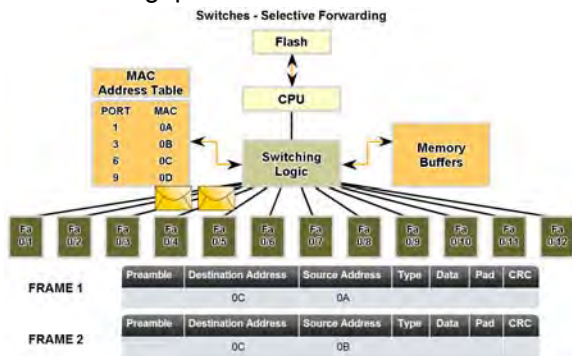 Switches - Selective Forwarding
Flash
CPU
MAC
Address Table
PORT MAC
1 0A
3 0B
6 0C
9 0D
Switching
Logic
Memory
Buffers
Fa 0/1
Fa 0/2
Fa 0/3
Fa 0/4
Fa 0/5
Fa 0/6
Fa 0/7
Fa 0/8
Fa 0/9
Fa 0/10
Fa 0/11
Fa 0/12
FRAME 1
Preamble Destination Address Source Address Type Data Pad CRC
0C 0A
FRAME 2
Preamble Destination Address Source Address Type Data Pad CRC
0C 0B